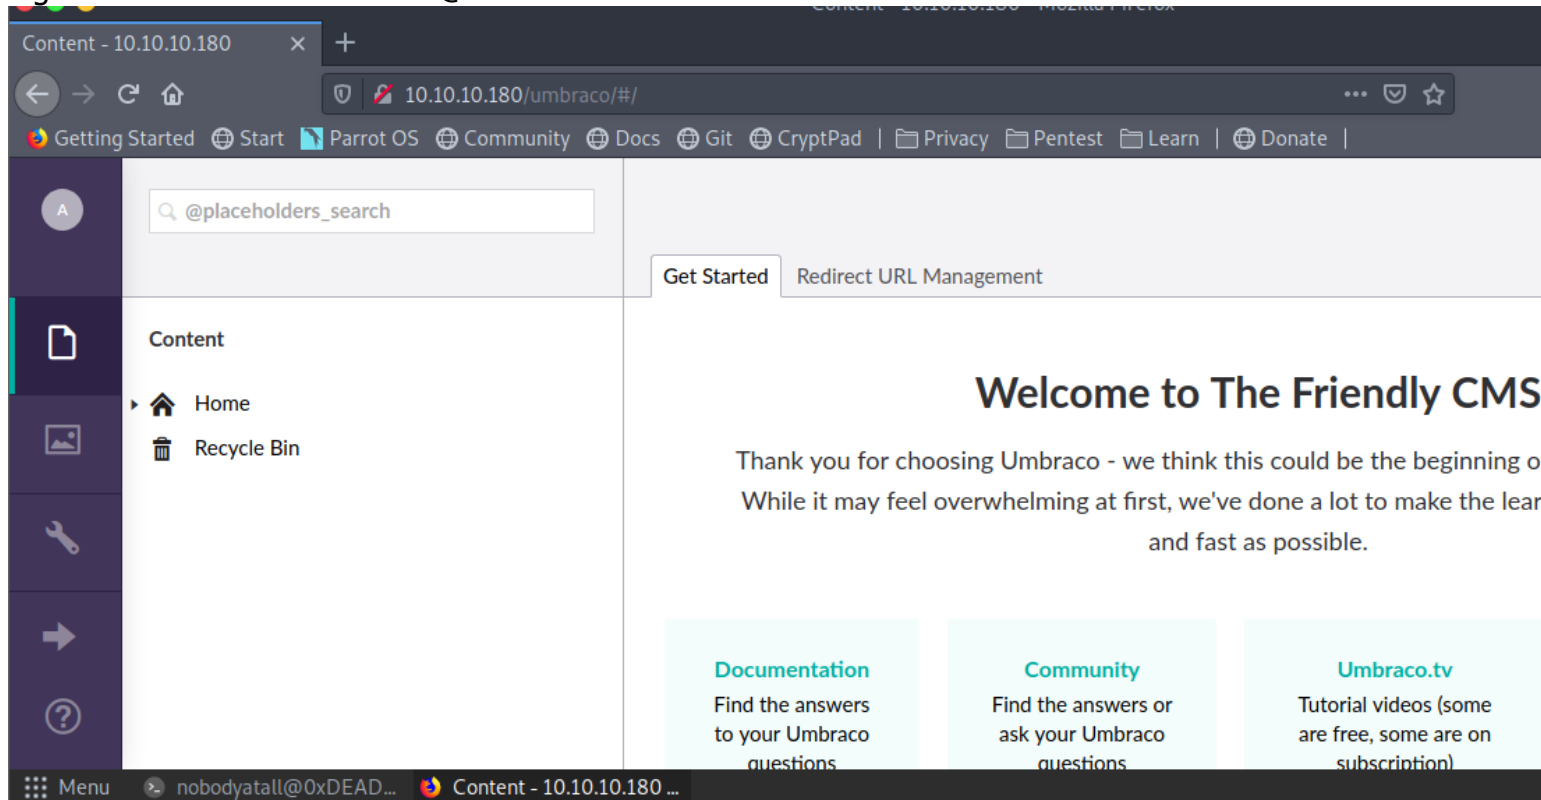 Content - 10.10.10.180
10.10.10.180/umbraco/#/
Getting Started Start Parrot OS Community Docs Git CryptPad | Privacy Pentest Learn | Donate |
A
@placeholders_search
Get Started Redirect URL Management
Content
Home
Recycle Bin
Welcome to The Friendly CMS
Thank you for choosing Umbraco - we think this could be the beginning o
While it may feel overwhelming at first, we've done a lot to make the lear
and fast as possible.
Documentation
Find the answers
to your Umbraco
questions
Community
Find the answers or
ask your Umbraco
questions
Umbraco.tv
Tutorial videos (some
are free, some are on
subscription)
Menu nobodyatall@0xDEAD... Content - 10.10.10.180 ...